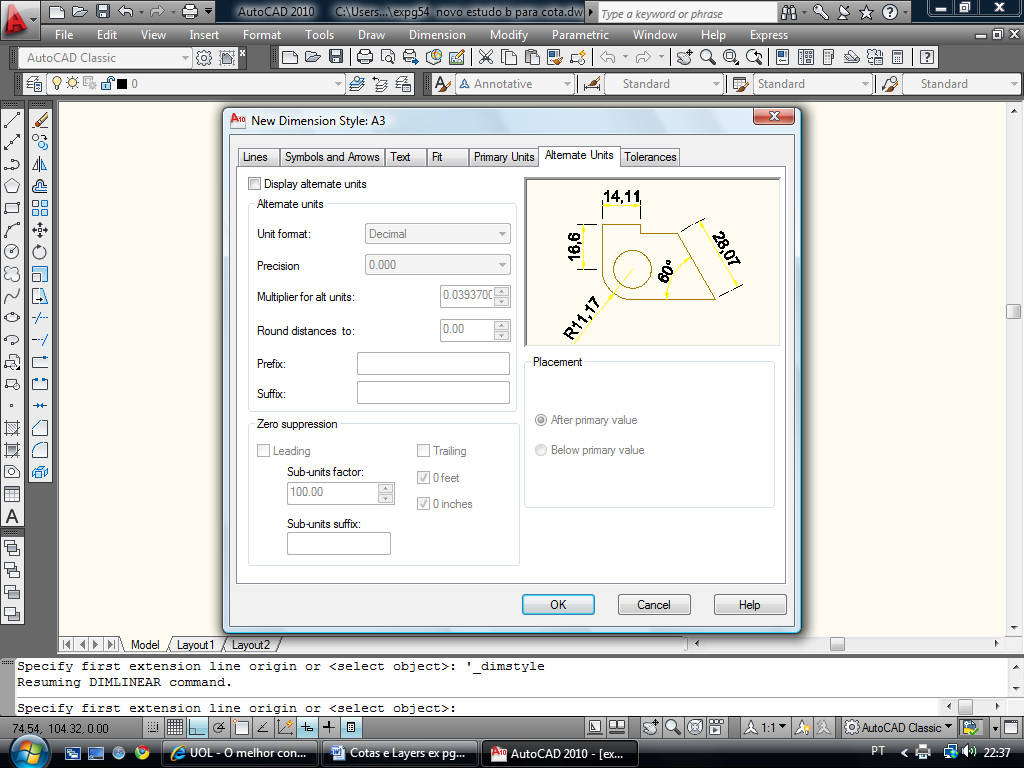 AutoCAD 2010 C:\Users...\expg54_novo estudo b para cota.dw
Type a keyword or phrase
File Edit View Insert Format Tools Draw Dimension Modify Parametric Window Help Express
AutoCAD Classic
0
Annotative Standard Standard Standard
A10 New Dimension Style: A3
Lines Symbols and Arrows Text Fit Primary Units Alternate Units Tolerances
Display alternate units
Alternate units
Unit format: Decimal
Precision 0.000
Multiplier for alt units: 0.0393700
Round distances to: 0.00
Prefix:
Suffix:
Zero suppression
Leading
Trailing
Sub-units factor:
0 feet
100.00
0 inches
Sub-units suffix:
14,11
16,6
28,07
60°
R11,17
Placement
After primary value
Below primary value
OK Cancel Help
A
Model Layout1 Layout2
Specify first extension line origin or <select object>: '_dimstyle
Resuming DIMLINEAR command.
Specify first extension line origin or <select object>:
74.54, 104.32, 0.00
1:1
AutoCAD Classic
UOL - O melhor con...
Cotas e Layers ex pg...
A10 AutoCAD 2010 - [ex...
PT
22:37